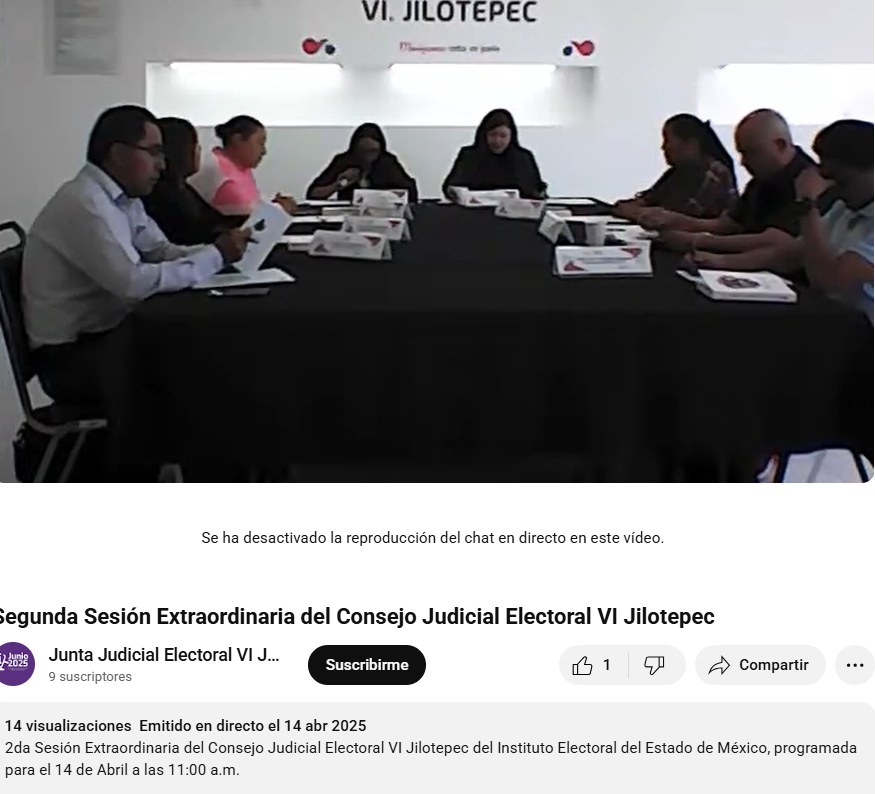 VI. JILOTEPEC
Se ha desactivado la reproducción del chat en directo en este vídeo.
Segunda Sesión Extraordinaria del Consejo Judicial Electoral VI Jilotepec
Junio
2025
Junta Judicial Electoral VI J...
9 suscriptores
Suscribirme
1
Compartir
14 visualizaciones Emitido en directo el 14 abr 2025
2da Sesión Extraordinaria del Consejo Judicial Electoral VI Jilotepec del Instituto Electoral del Estado de México, programada
para el 14 de Abril a las 11:00 a.m.